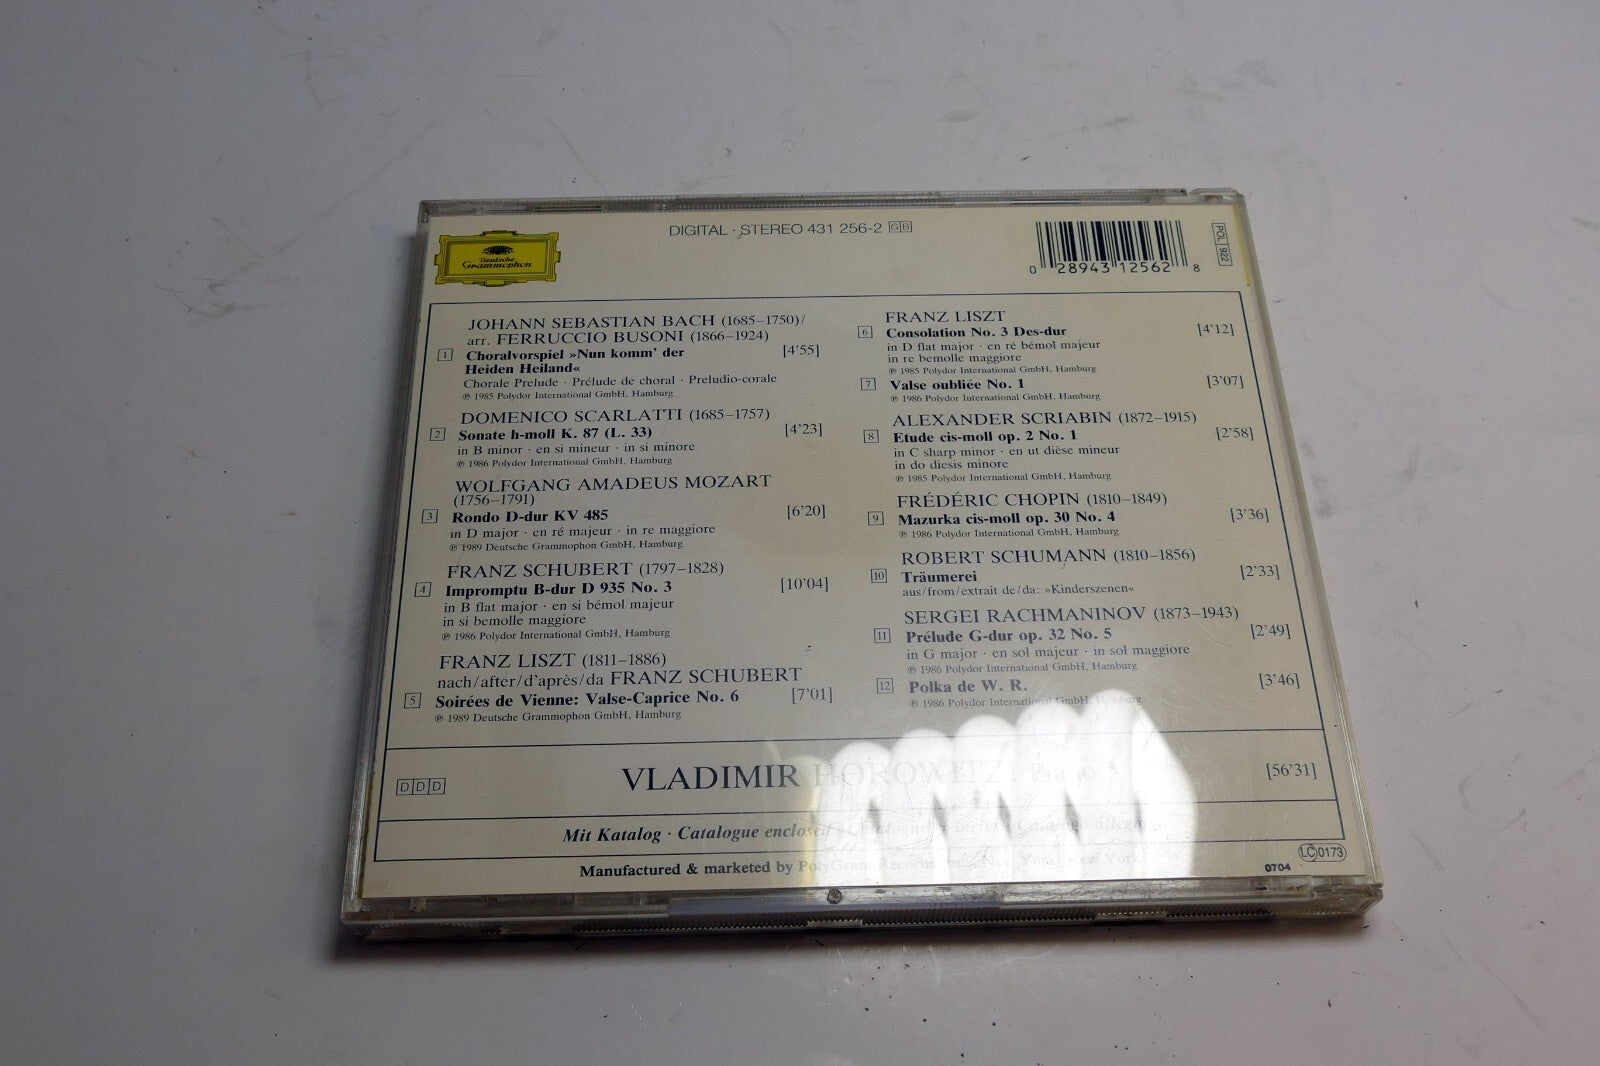 Deutsche
Grammophon
DIGITAL · STEREO 431 256-2 GB
0 28943 12562 8
POL 922
JOHANN SEBASTIAN BACH (1685–1750)/
arr. FERRUCCIO BUSONI (1866–1924)
1 Choralvorspiel »Nun komm' der [4'55]
Heiden Heiland«
Chorale Prelude · Prélude de choral · Preludio-corale
℗ 1985 Polydor International GmbH, Hamburg
DOMENICO SCARLATTI (1685–1757)
2 Sonate h-moll K. 87 (L. 33) [4'23]
in B minor · en si mineur · in si minore
℗ 1986 Polydor International GmbH, Hamburg
WOLFGANG AMADEUS MOZART
(1756–1791)
3 Rondo D-dur KV 485 [6'20]
in D major · en ré majeur · in re maggiore
℗ 1989 Deutsche Grammophon GmbH, Hamburg
FRANZ SCHUBERT (1797–1828)
4 Impromptu B-dur D 935 No. 3 [10'04]
in B flat major · en si bémol majeur
in si bemolle maggiore
℗ 1986 Polydor International GmbH, Hamburg
FRANZ LISZT (1811–1886)
nach/after/d'après/da FRANZ SCHUBERT
5 Soirées de Vienne: Valse-Caprice No. 6 [7'01]
℗ 1989 Deutsche Grammophon GmbH, Hamburg
FRANZ LISZT
6 Consolation No. 3 Des-dur [4'12]
in D flat major · en ré bémol majeur
in re bemolle maggiore
℗ 1985 Polydor International GmbH, Hamburg
7 Valse oubliée No. 1 [3'07]
℗ 1986 Polydor International GmbH, Hamburg
ALEXANDER SCRIABIN (1872–1915)
8 Etude cis-moll op. 2 No. 1 [2'58]
in C sharp minor · en ut dièse mineur
in do diesis minore
℗ 1985 Polydor International GmbH, Hamburg
FRÉDÉRIC CHOPIN (1810–1849)
9 Mazurka cis-moll op. 30 No. 4 [3'36]
℗ 1986 Polydor International GmbH, Hamburg
ROBERT SCHUMANN (1810–1856)
10 Träumerei [2'33]
aus/from/extrait de/da: »Kinderszenen«
SERGEI RACHMANINOV (1873–1943)
11 Prélude G-dur op. 32 No. 5 [2'49]
in G major · en sol majeur · in sol maggiore
℗ 1986 Polydor International GmbH, Hamburg
12 Polka de W. R. [3'46]
℗ 1986 Polydor International GmbH, Hamburg
DDD VLADIMIR HOROWITZ, Piano [56'31]
Mit Katalog · Catalogue enclosed
Manufactured & marketed by PolyGram Records
0704 LC 0173